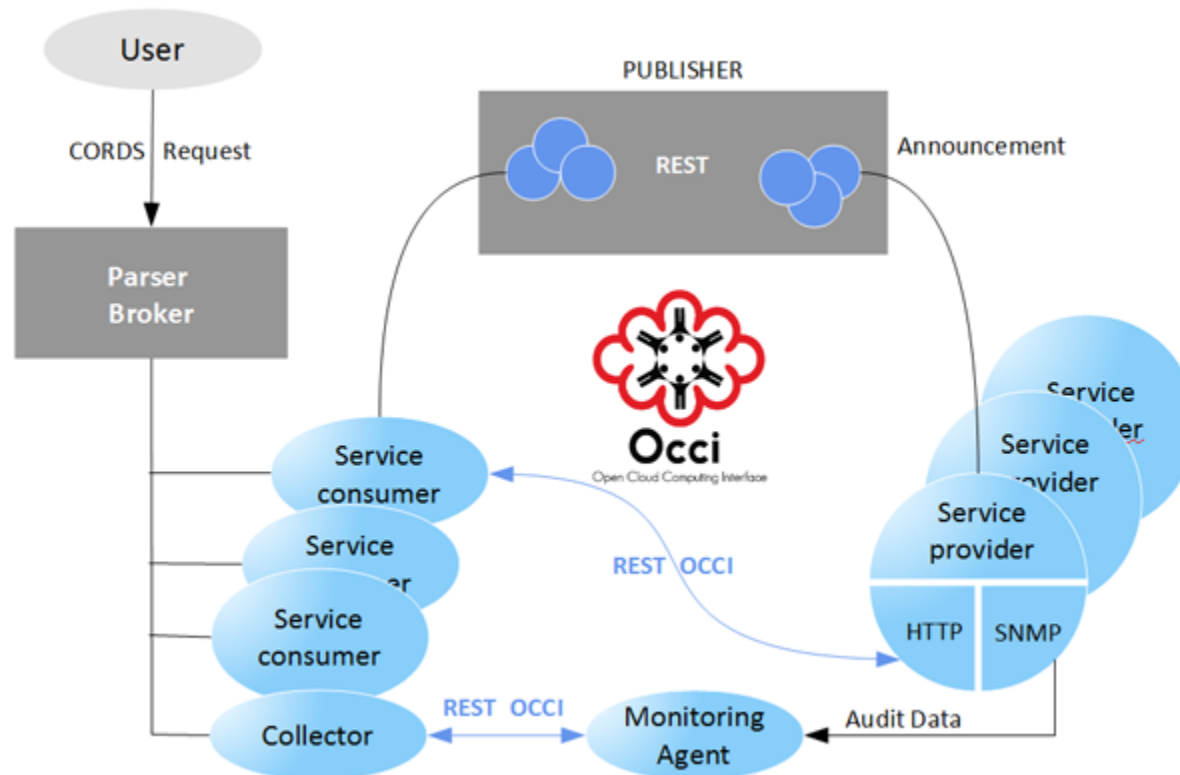 User
CORDS Request
Parser
Broker
PUBLISHER
REST
Announcement
Occi
Open Cloud Computing Interface
Service
consumer
Service
Service
consumer
Collector
REST OCCI
REST OCCI
Monitoring
Agent
Audit Data
Service
Service
Service
provider
HTTP
SNMP